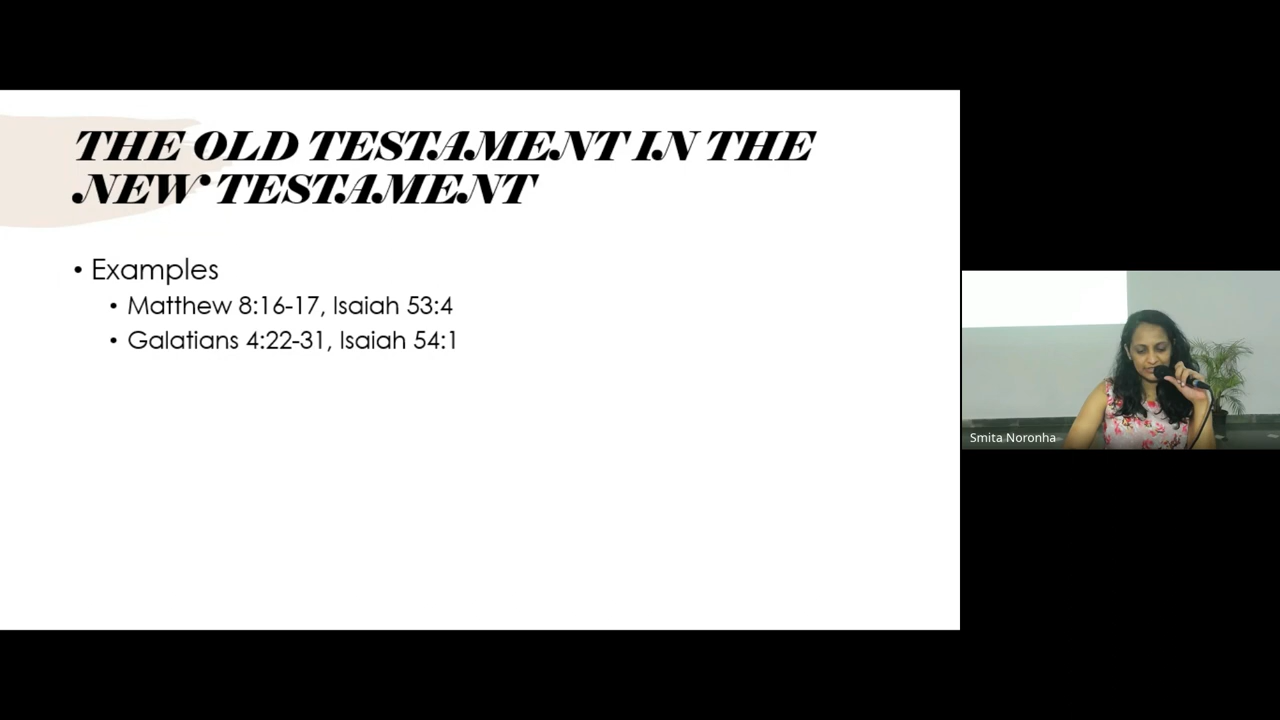 THE OLD TESTAMENT IN THE
NEW TESTAMENT
• Examples
• Matthew 8:16-17, Isaiah 53:4
• Galatians 4:22-31, Isaiah 54:1
Smita Noronha